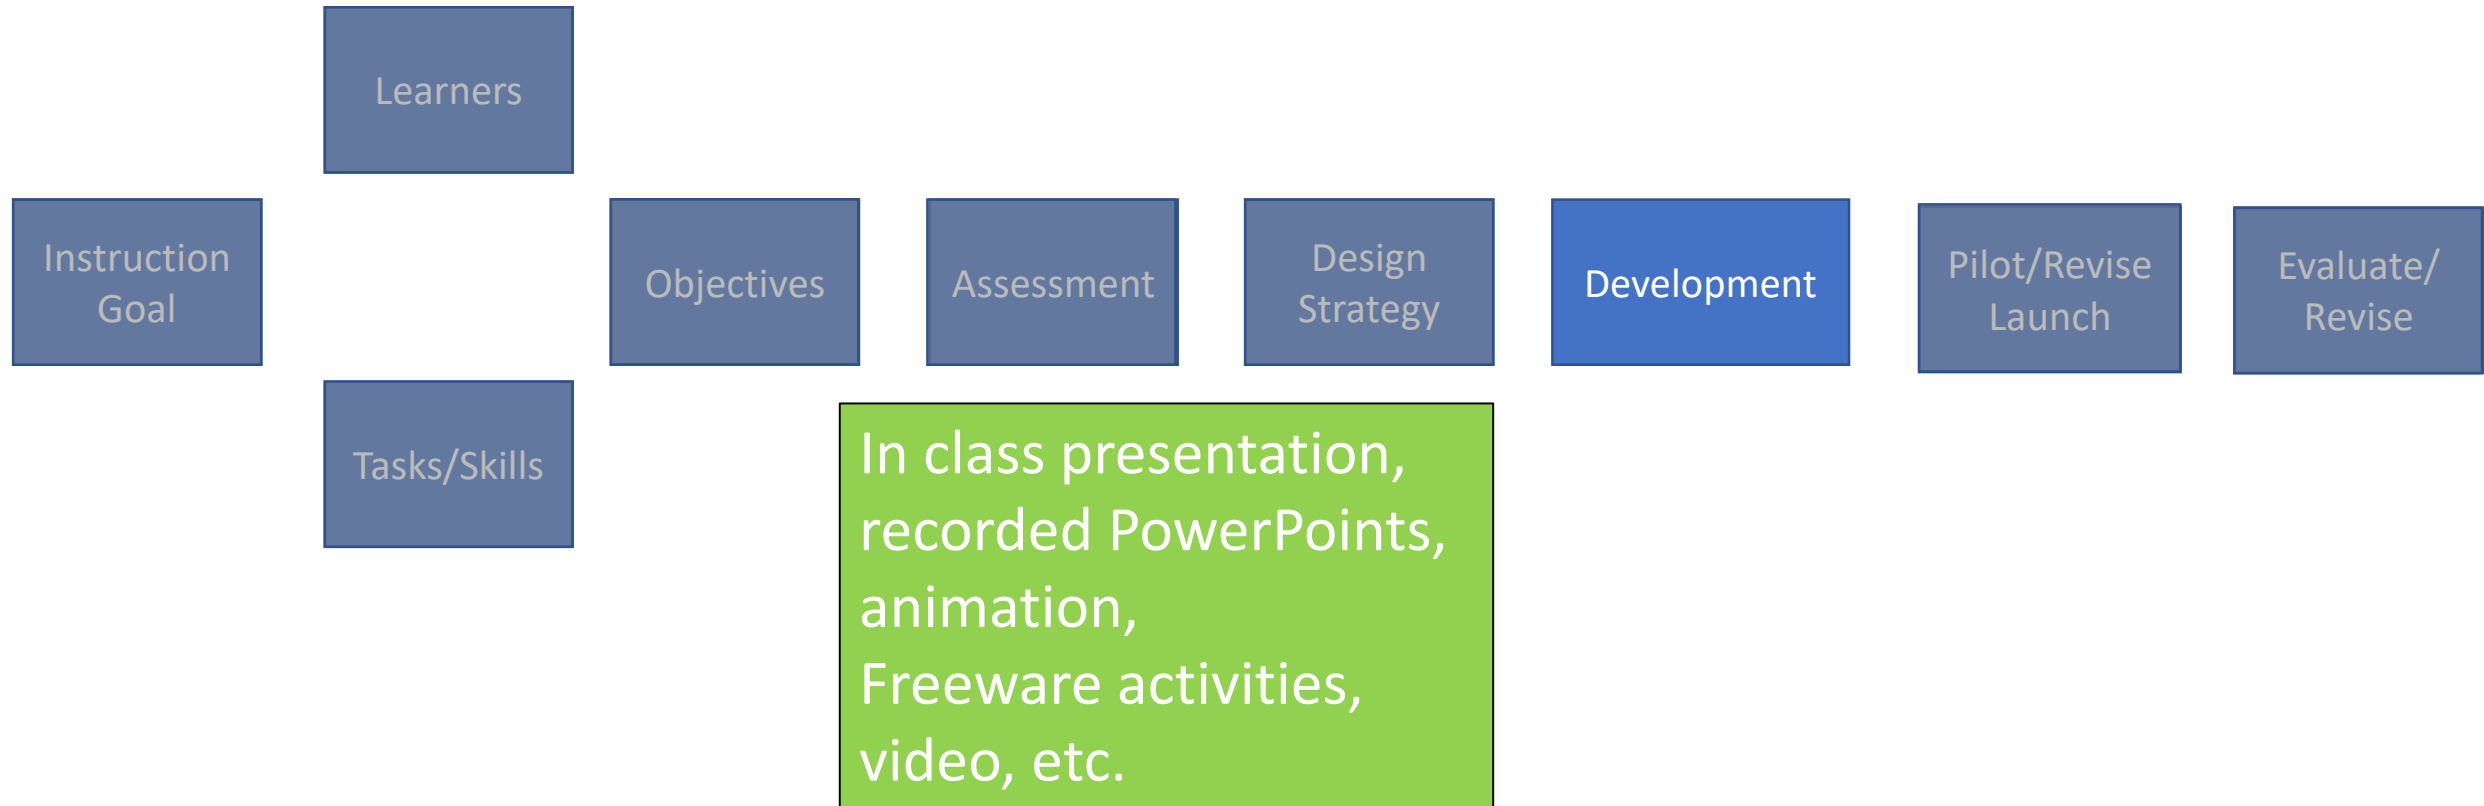 Learners
Instruction
Goal
Objectives
Assessment
Design
Strategy
Development
Pilot/Revise
Launch
Evaluate/
Revise
Tasks/Skills
In class presentation,
recorded PowerPoints,
animation,
Freeware activities,
video, etc.